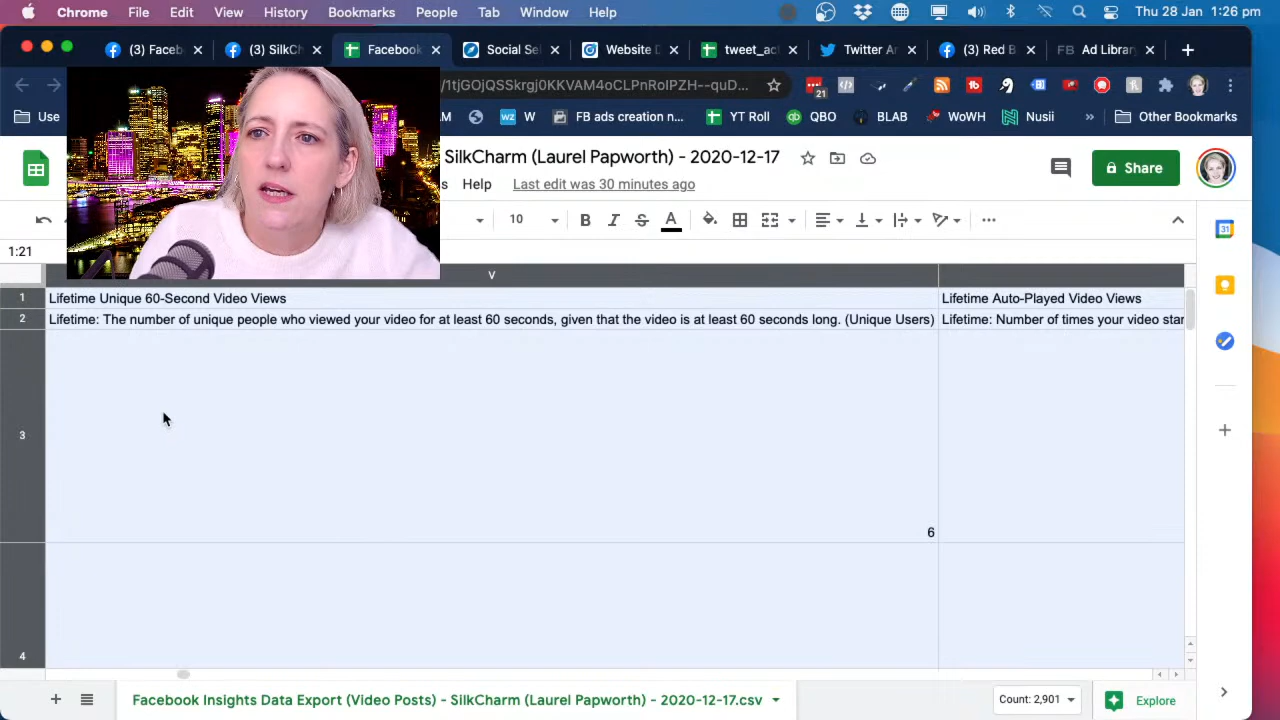 Chrome File Edit View History Bookmarks People Tab Window Help Thu 28 Jan 1:26 pm
(3) Faceb × (3) SilkC × Facebook × Social Se × Website D × tweet_ac × Twitter A × (3) Red B × FB Ad Library × +
/1tjGOjQSSkrgj0KKVAM4oCLPnRoIPZH--quD... 21
Use AM W FB ads creation n... YT Roll QBO BLAB WoWH Nusii » Other Bookmarks
SilkCharm (Laurel Papworth) - 2020-12-17
s Help Last edit was 30 minutes ago Share
10 B I S A
1:21
V
1 Lifetime Unique 60-Second Video Views Lifetime Auto-Played Video Views
2 Lifetime: The number of unique people who viewed your video for at least 60 seconds, given that the video is at least 60 seconds long. (Unique Users) Lifetime: Number of times your video star
3
6
4
Facebook Insights Data Export (Video Posts) - SilkCharm (Laurel Papworth) - 2020-12-17.csv Count: 2,901 Explore